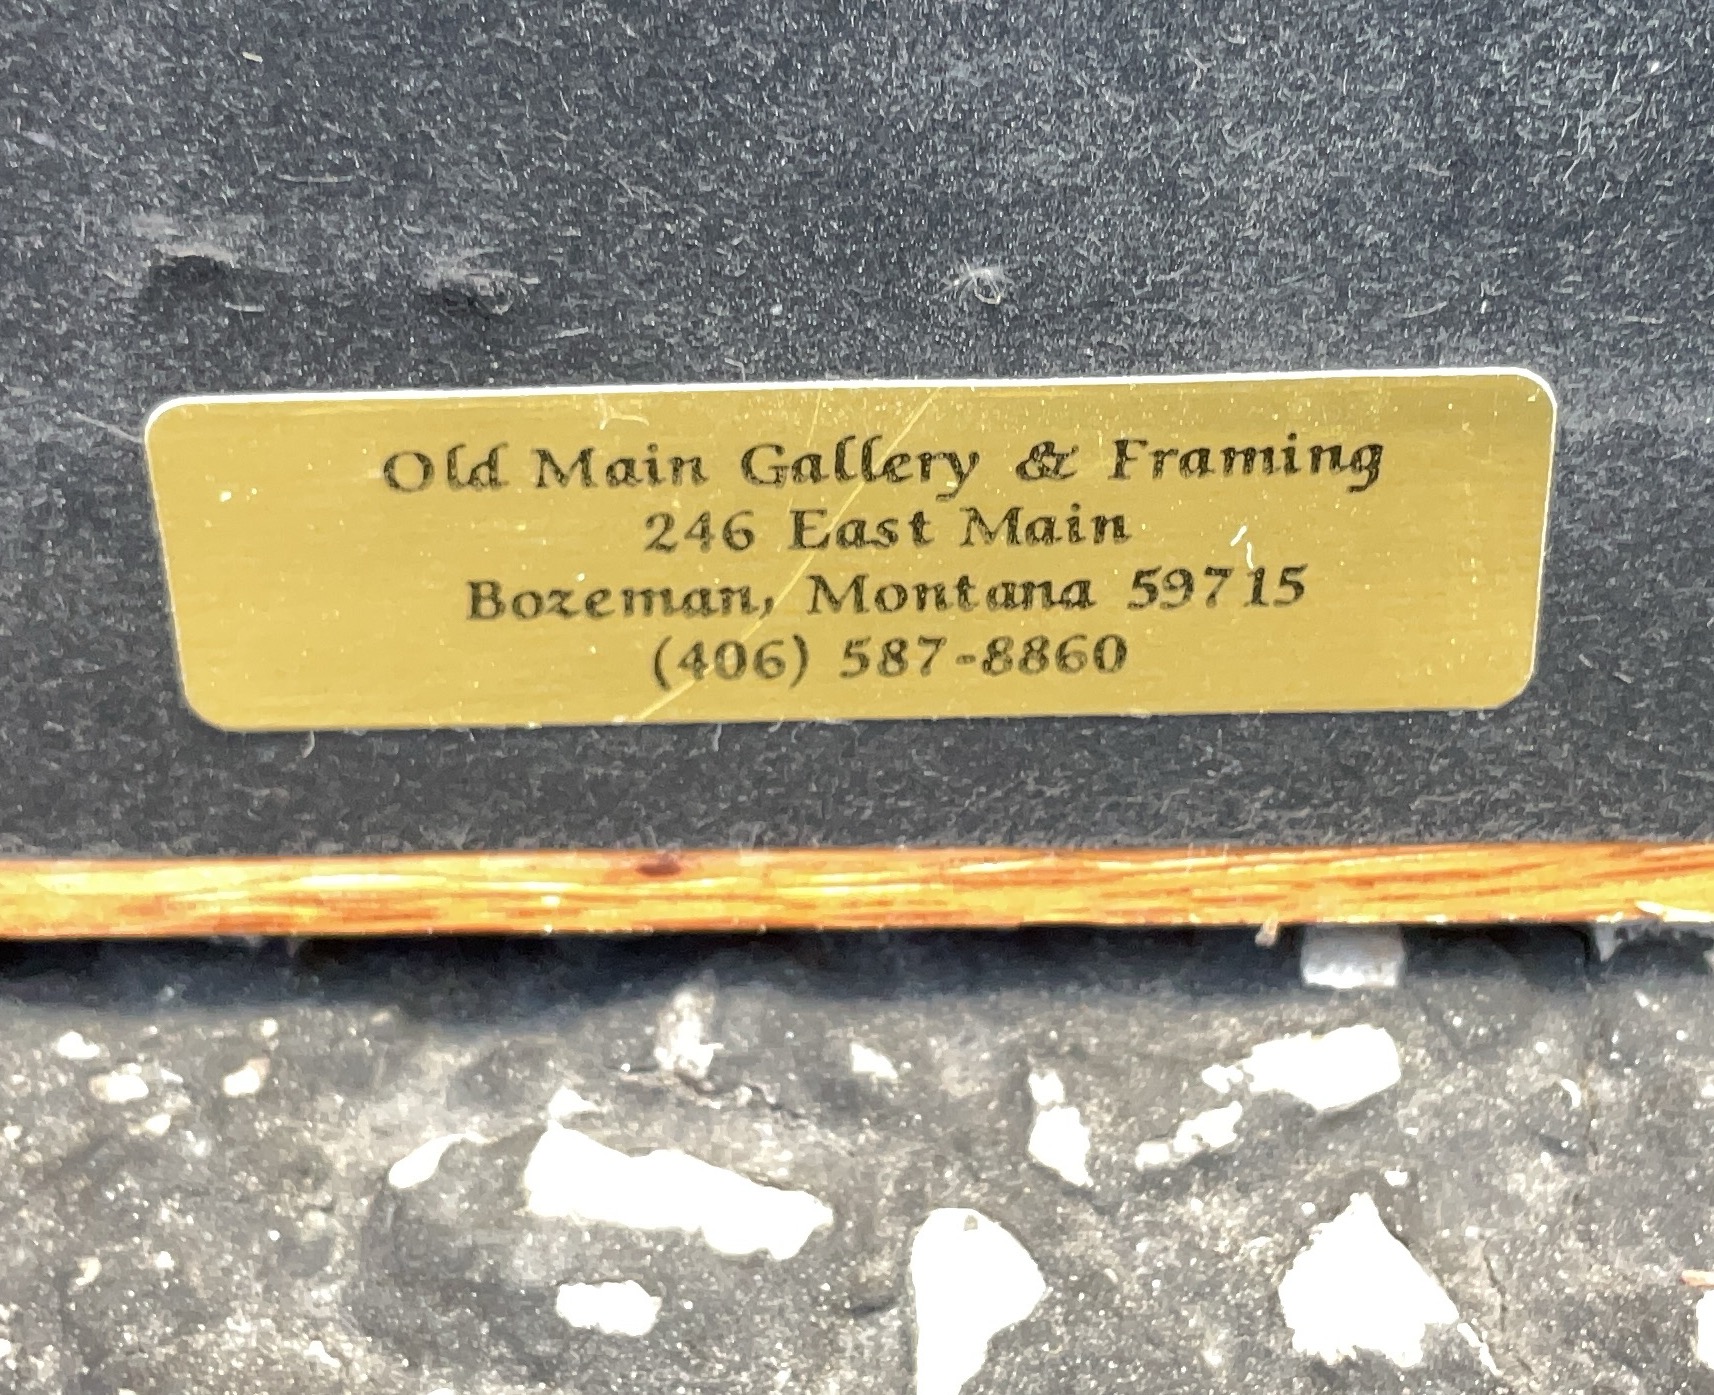 Old Main Gallery & Framing
246 East Main
Bozeman, Montana 59715
(406) 587-8860